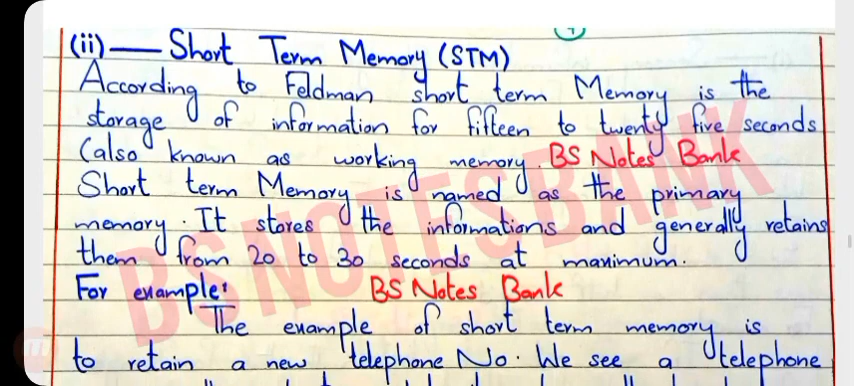 (ii) — Short Term Memory (STM)
According to Feldman short term Memory is the
storage of information for fifteen to twenty five seconds
(also known as working memory. BS Notes Bank
Short term Memory is named as the primary
memory. It stores the informations and generally retains
them from 20 to 30 seconds at maximum.
For example: BS Notes Bank
The example of short term memory is
to retain a new telephone No. We see a telephone
BSNOTESBANK